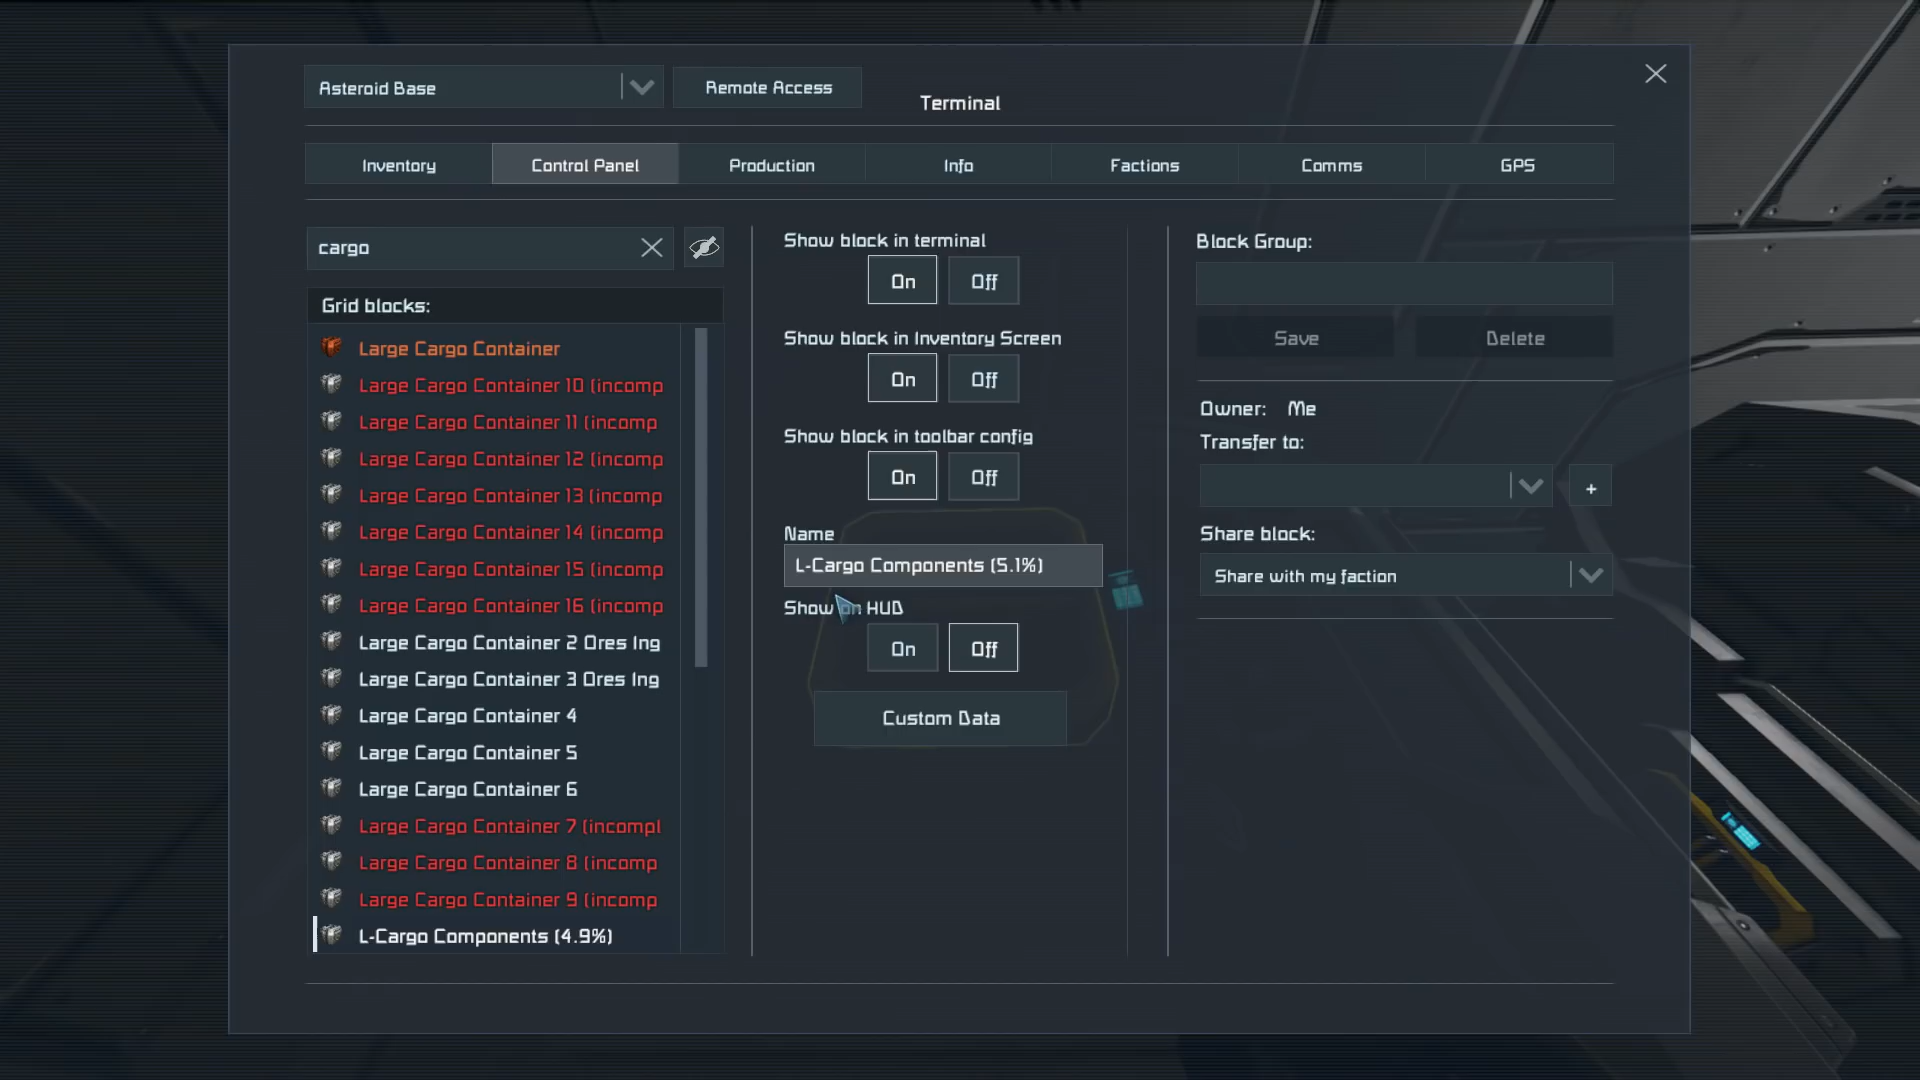 Asteroid Base
Remote Access
Terminal
Inventory
Control Panel
Production
Info
Factions
Comms
GPS
cargo
Grid blocks:
Large Cargo Container
Large Cargo Container 10 (incomp
Large Cargo Container 11 (incomp
Large Cargo Container 12 (incomp
Large Cargo Container 13 (incomp
Large Cargo Container 14 (incomp
Large Cargo Container 15 (incomp
Large Cargo Container 16 (incomp
Large Cargo Container 2 Ores Ing
Large Cargo Container 3 Ores Ing
Large Cargo Container 4
Large Cargo Container 5
Large Cargo Container 6
Large Cargo Container 7 (incompl
Large Cargo Container 8 (incomp
Large Cargo Container 9 (incomp
L-Cargo Components (4.9%)
Show block in terminal
On Off
Show block in Inventory Screen
On Off
Show block in toolbar config
On Off
Name
L-Cargo Components (5.1%)
Show on HUD
On Off
Custom Data
Block Group:
Save Delete
Owner: Me
Transfer to:
+
Share block:
Share with my faction